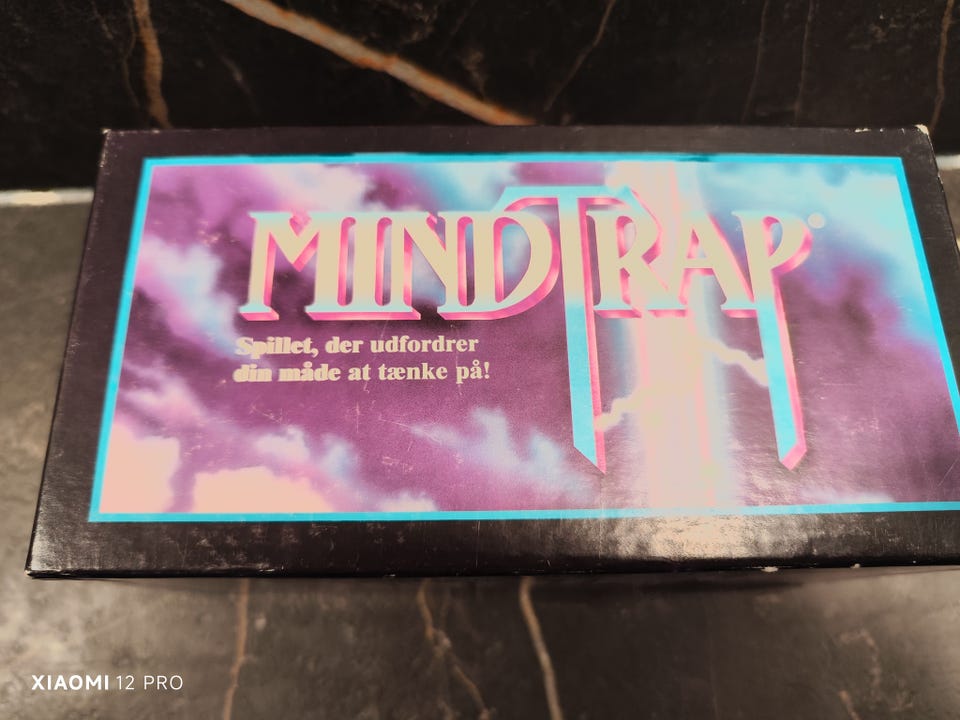 MINDTRAP®
Spillet, der udfordrer
din måde at tænke på!
XIAOMI 12 PRO